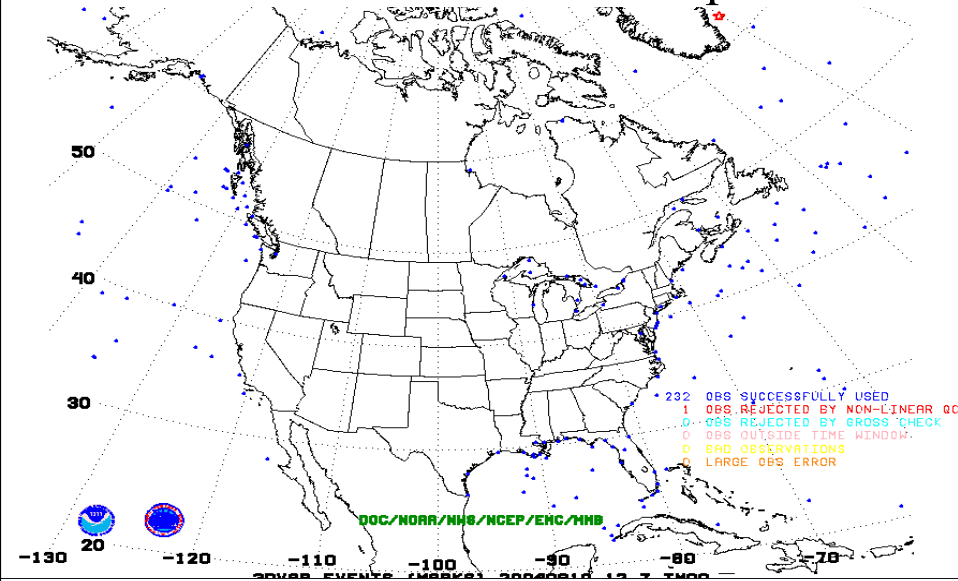 50
40
30
232 OBS SUCCESSFULLY USED
1 OBS REJECTED BY NON-LINEAR QC
0 OBS REJECTED BY GROSS CHECK
0 OBS OUTSIDE TIME WINDOW
0 BAD OBSERVATIONS
0 LARGE OBS ERROR
DOC/NOAA/NWS/NCEP/EMC/MMB
20
-130 -120 -110 -100 -90 -80 -70
EVENTS (MARKS)